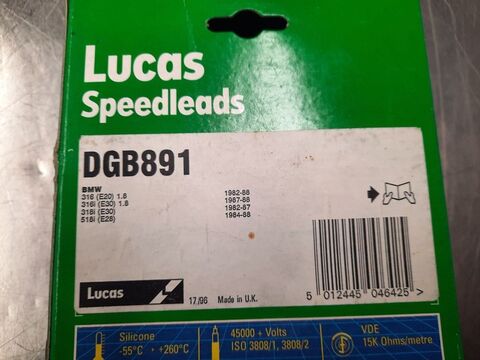 Lucas
Speedleads
DGB891
BMW
316 (E20) 1.8 1982-88
316i (E30) 1.8 1987-88
318i (E30) 1982-87
518i (E28) 1984-88
Lucas
17/96 Made in U.K.
5 012445 046425 >
Silicone
-55°C → +260°C
45000 + Volts
ISO 3808/1, 3808/2
VDE
15K Ohms/metre